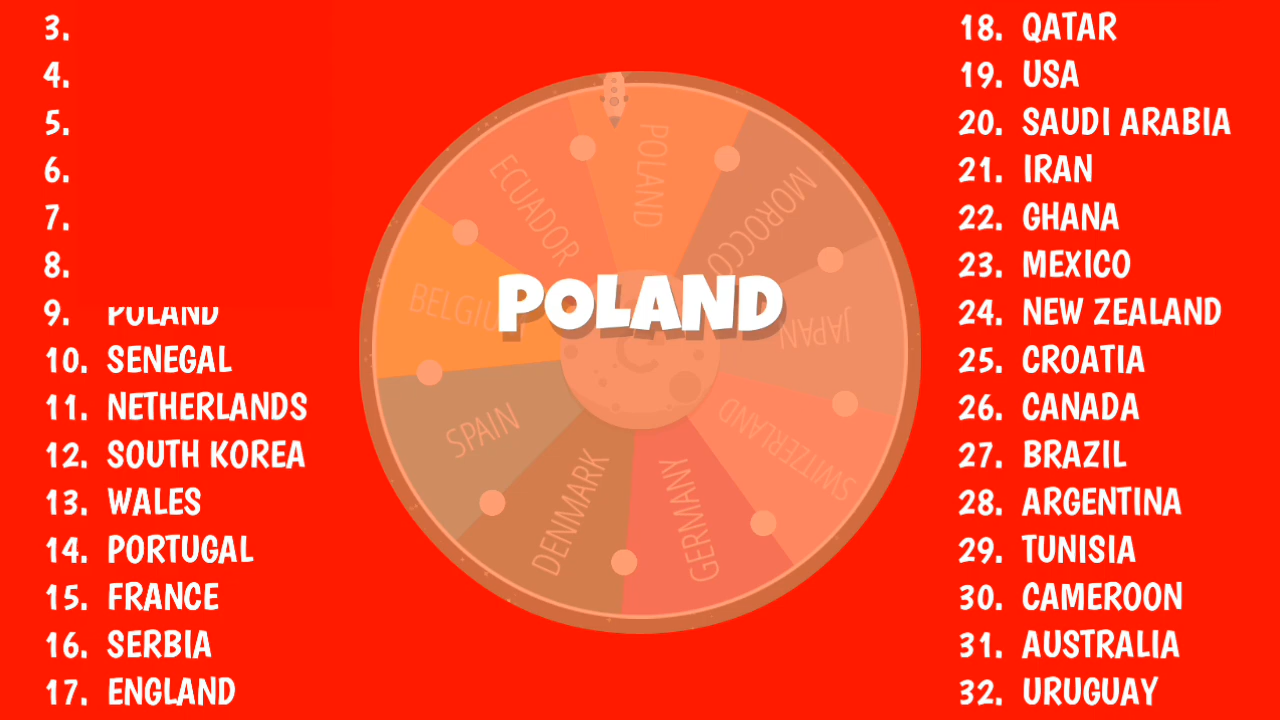 3.
4.
5.
6.
7.
8.
9. POLAND
10. SENEGAL
11. NETHERLANDS
12. SOUTH KOREA
13. WALES
14. PORTUGAL
15. FRANCE
16. SERBIA
17. ENGLAND
POLAND
MOROCCO
JAPAN
SWITZERLAND
GERMANY
DENMARK
SPAIN
BELGIU
ECUADOR
POLAND
18. QATAR
19. USA
20. SAUDI ARABIA
21. IRAN
22. GHANA
23. MEXICO
24. NEW ZEALAND
25. CROATIA
26. CANADA
27. BRAZIL
28. ARGENTINA
29. TUNISIA
30. CAMEROON
31. AUSTRALIA
32. URUGUAY